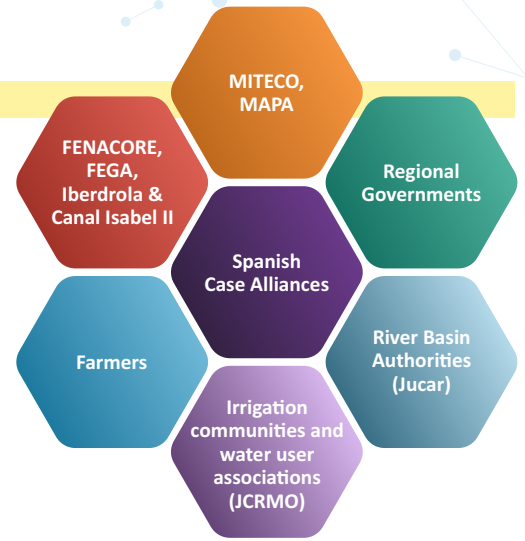 MITECO,
MAPA
FENACORE,
FEGA,
Iberdrola &
Canal Isabel II
Regional
Governments
Spanish
Case Alliances
Farmers
River Basin
Authorities
(Jucar)
Irrigation
communities and
water user
associations
(JCRMO)